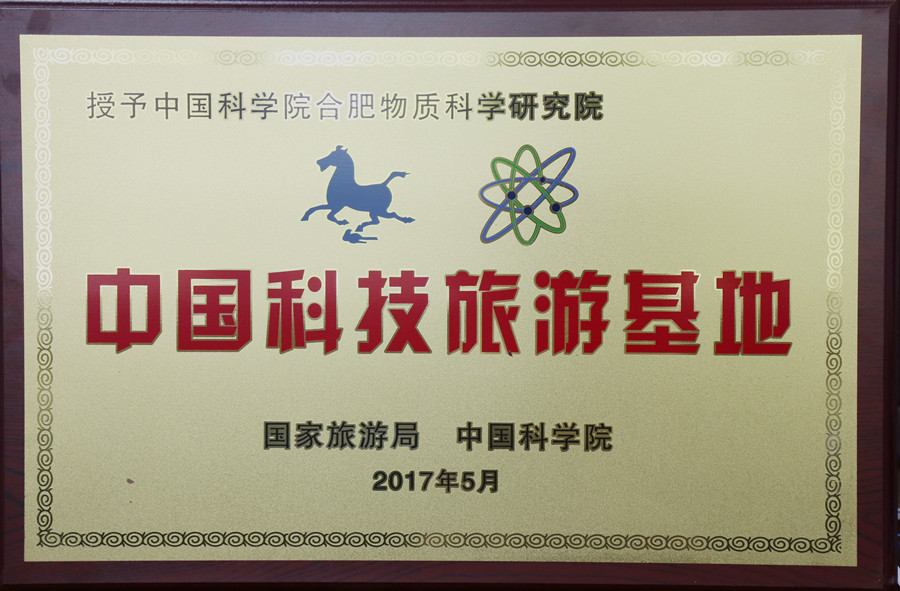 授予中国科学院合肥物质科学研究院
中国科技旅游基地
国家旅游局 中国科学院
2017年5月